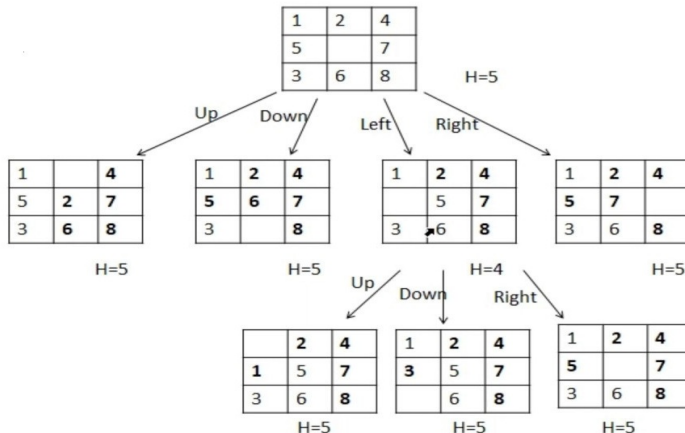 1 2 4
5 7
3 6 8
H=5
Up Down Left Right
1 4 1 2 4 1 2 4 1 2 4
5 2 7 5 6 7 5 7 5 7
3 6 8 3 8 3 6 8 3 6 8
H=5 H=5 H=4 H=5
Up Down Right
2 4 1 2 4 1 2 4
1 5 7 3 5 7 5 7
3 6 8 6 8 3 6 8
H=5 H=5 H=5